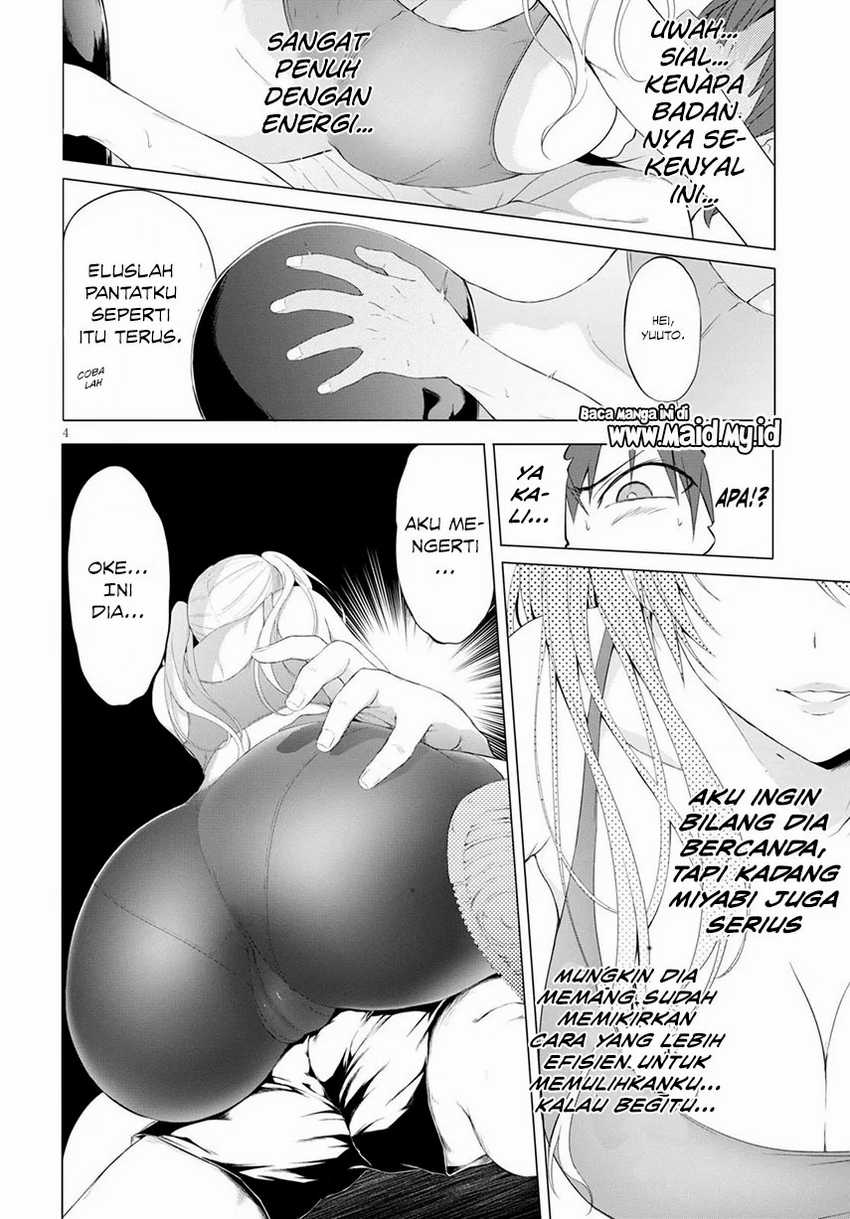 UWAH...
SIAL...
KENAPA
BADAN
NYA SE-
KENYAL
INI...
SANGAT
PENUH
DENGAN
ENERGI...
HEI,
YUUTO.
ELUSLAH
PANTATKU
SEPERTI
ITU TERUS.
COBA
LAH
Baca Manga ini di
www.Maid.My.id
4
APA!?
YA
KA-
LI...
AKU INGIN
BILANG DIA
BERCANDA,
TAPI KADANG
MIYABI JUGA
SERIUS
MUNGKIN DIA
MEMANG SUDAH
MEMIKIRKAN
CARA YANG LEBIH
EFISIEN UNTUK
MEMULIHKANKU...
KALAU BEGITU...
AKU ME-
NGERTI
...
OKE...
INI
DIA...